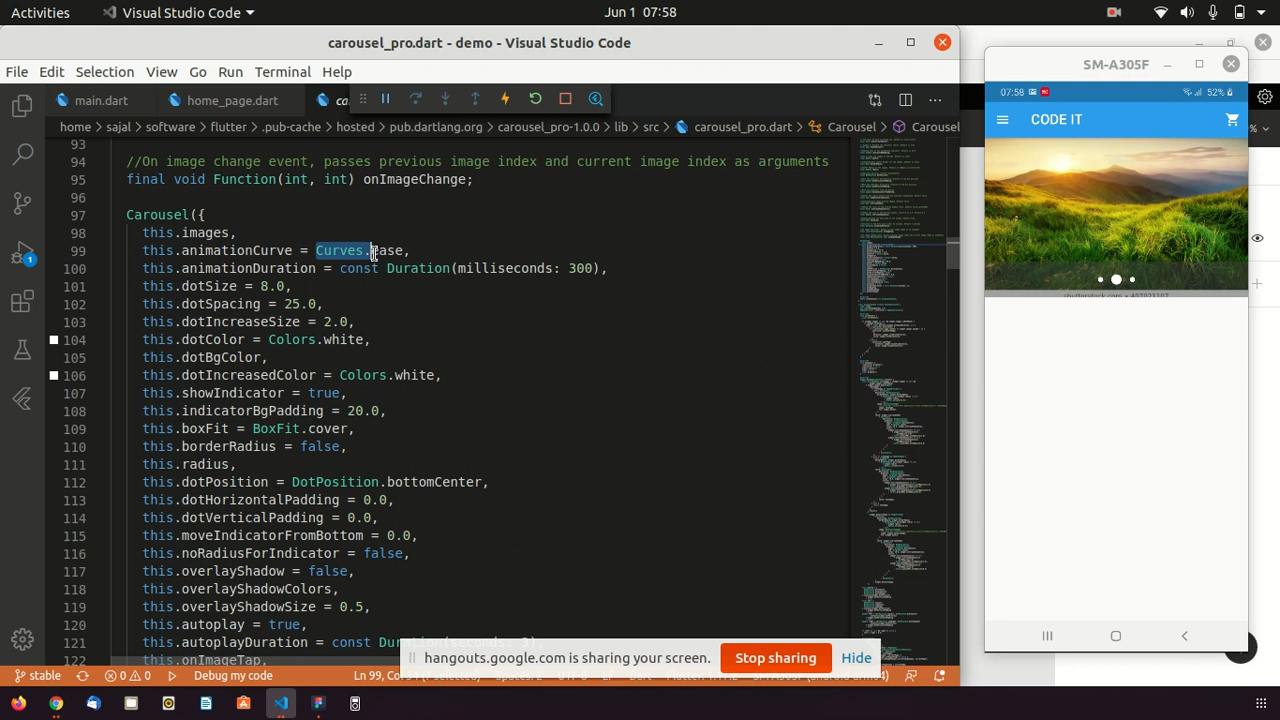 Activities
Visual Studio Code
Jun 1 07:58
carousel_pro.dart - demo - Visual Studio Code
File Edit Selection View Go Run Terminal Help
main.dart
home_page.dart
home > sajal > software > flutter > .pub-cache > hosted > pub.dartlang.org > carousel_pro-1.0.0 > lib > src > carousel_pro.dart > Carousel > Carousel
93
94 //On image change event, passes previous image index and current image index as arguments
95 final void Function(int, int) onImageChange;
96
97 Carousel({
98 this.images,
99 this.animationCurve = Curves.ease,
100 this.animationDuration = const Duration(milliseconds: 300),
101 this.dotSize = 8.0,
102 this.dotSpacing = 25.0,
103 this.dotIncreaseSize = 2.0,
104 this.dotColor = Colors.white,
105 this.dotBgColor,
106 this.dotIncreasedColor = Colors.white,
107 this.showIndicator = true,
108 this.indicatorBgPadding = 20.0,
109 this.boxFit = BoxFit.cover,
110 this.borderRadius = false,
111 this.radius,
112 this.dotPosition = DotPosition.bottomCenter,
113 this.dotHorizontalPadding = 0.0,
114 this.dotVerticalPadding = 0.0,
115 this.moveIndicatorFromBottom = 0.0,
116 this.noRadiusForIndicator = false,
117 this.overlayShadow = false,
118 this.overlayShadowColors,
119 this.overlayShadowSize = 0.5,
120 this.autoplay = true,
121 this.autoplayDuration = const Duration(seconds: 3),
122 this.onImageTap,
hangouts.google.com is sharing your screen.
Stop sharing
Hide
stable
0 0
Debug my code
Ln 99, Col
1
SM-A305F
07:58
52%
CODE IT
%